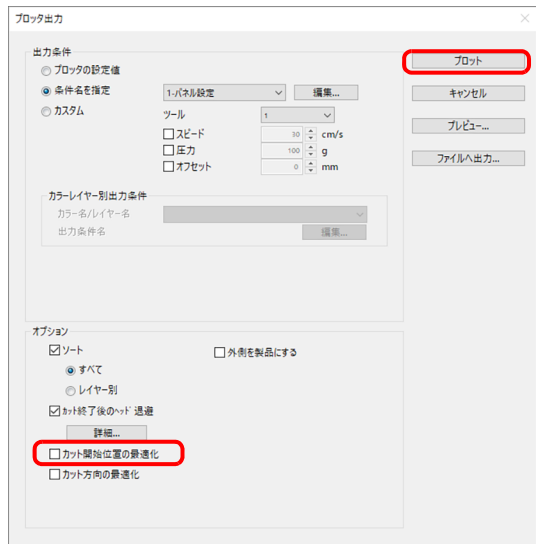 プロッタ出力
出力条件
プロッタの設定値
条件名を指定
1-パネル設定
編集...
カスタム
ツール
1
スピード
30
cm/s
圧力
100
g
オフセット
0
mm
カラーレイヤー別出力条件
カラー名/レイヤー名
出力条件名
編集...
プロット
キャンセル
プレビュー...
ファイルへ出力...
オプション
ソート
外側を製品にする
すべて
レイヤー別
カット終了後のヘッド退避
詳細...
カット開始位置の最適化
カット方向の最適化